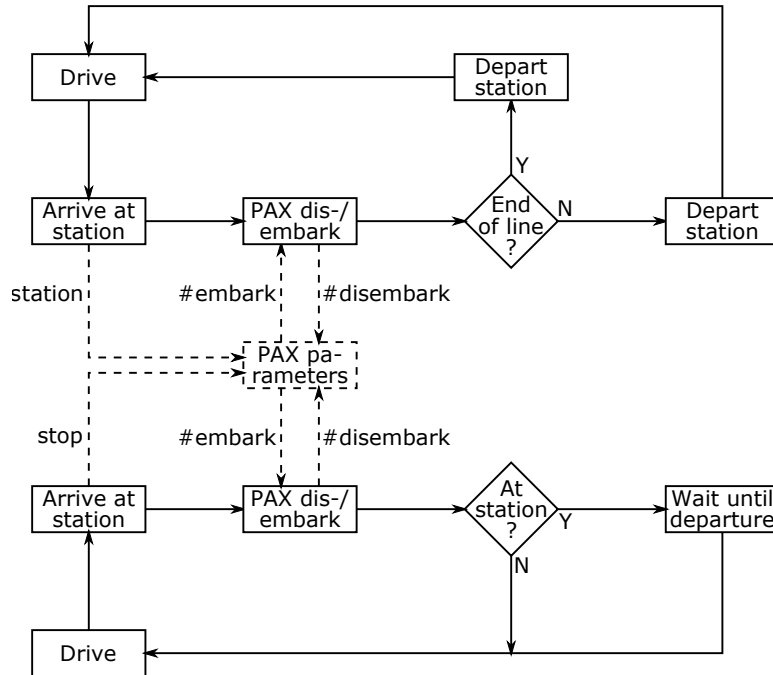 Drive
Depart
station
Y
Arrive at
station
PAX dis-/
embark
End
of line
?
N
Depart
station
station
#embark
#disembark
PAX pa-
rameters
stop
#embark
#disembark
Arrive at
station
PAX dis-/
embark
At
station
?
Y
Wait until
departure
N
Drive